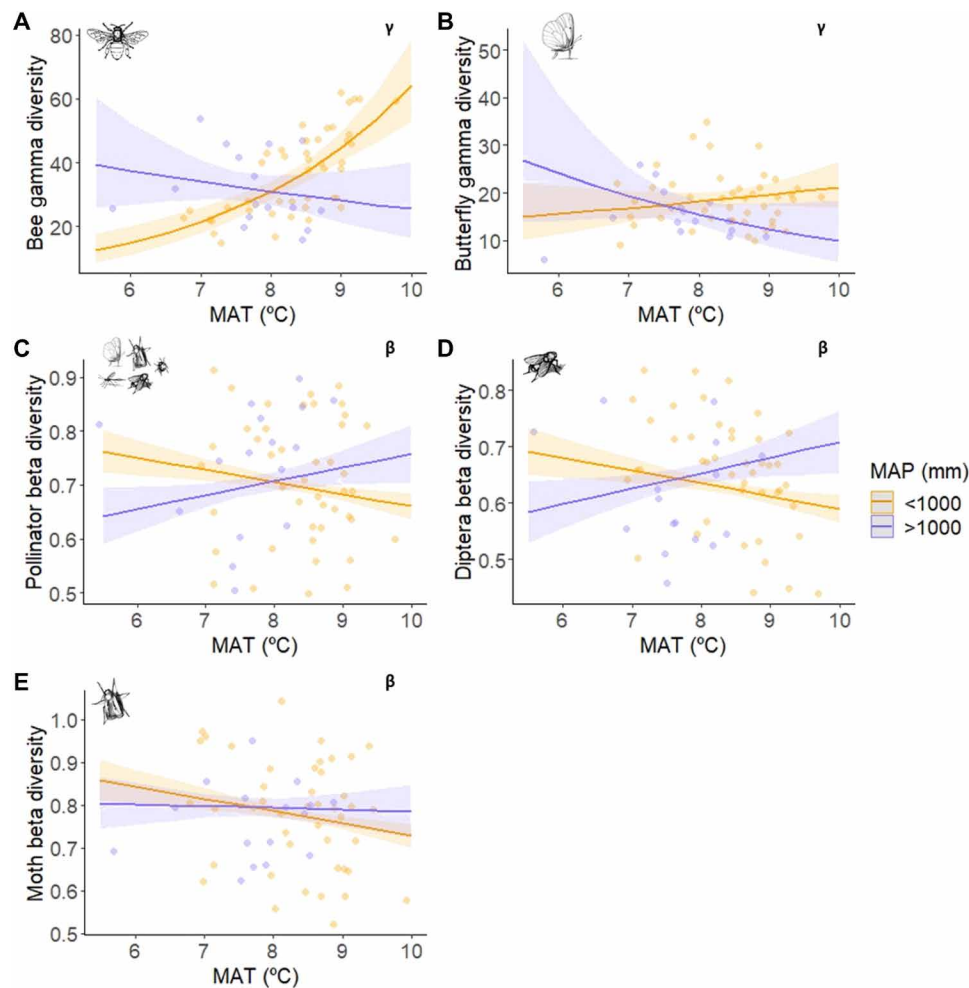 A
γ
Bee gamma diversity
80
60
40
20
6 7 8 9 10
MAT (ºC)
B
γ
Butterfly gamma diversity
50
40
30
20
10
6 7 8 9 10
MAT (ºC)
C
β
Pollinator beta diversity
0.9
0.8
0.7
0.6
0.5
6 7 8 9 10
MAT (ºC)
D
β
Diptera beta diversity
0.8
0.7
0.6
0.5
6 7 8 9 10
MAT (ºC)
MAP (mm)
<1000
>1000
E
β
Moth beta diversity
1.0
0.9
0.8
0.7
0.6
0.5
6 7 8 9 10
MAT (ºC)